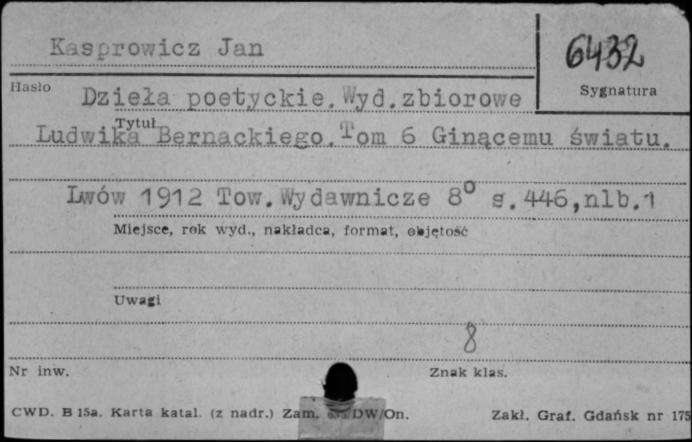 Kasprowicz Jan
6432
Hasło
Sygnatura
Dzieła poetyckie. Wyd. zbiorowe
Tytuł
Ludwika Bernackiego. Tom 6 Ginącemu światu.
Lwów 1912 Tow. Wydawnicze 8° s. 446, nlb. 1
Miejsce, rok wyd., nakładca, format, objętość
Uwagi
8
Nr inw.
Znak klas.
CWD. B 15a. Karta katal. (z nadr.) Zam. DW/On.
Zakł. Graf. Gdańsk nr 175